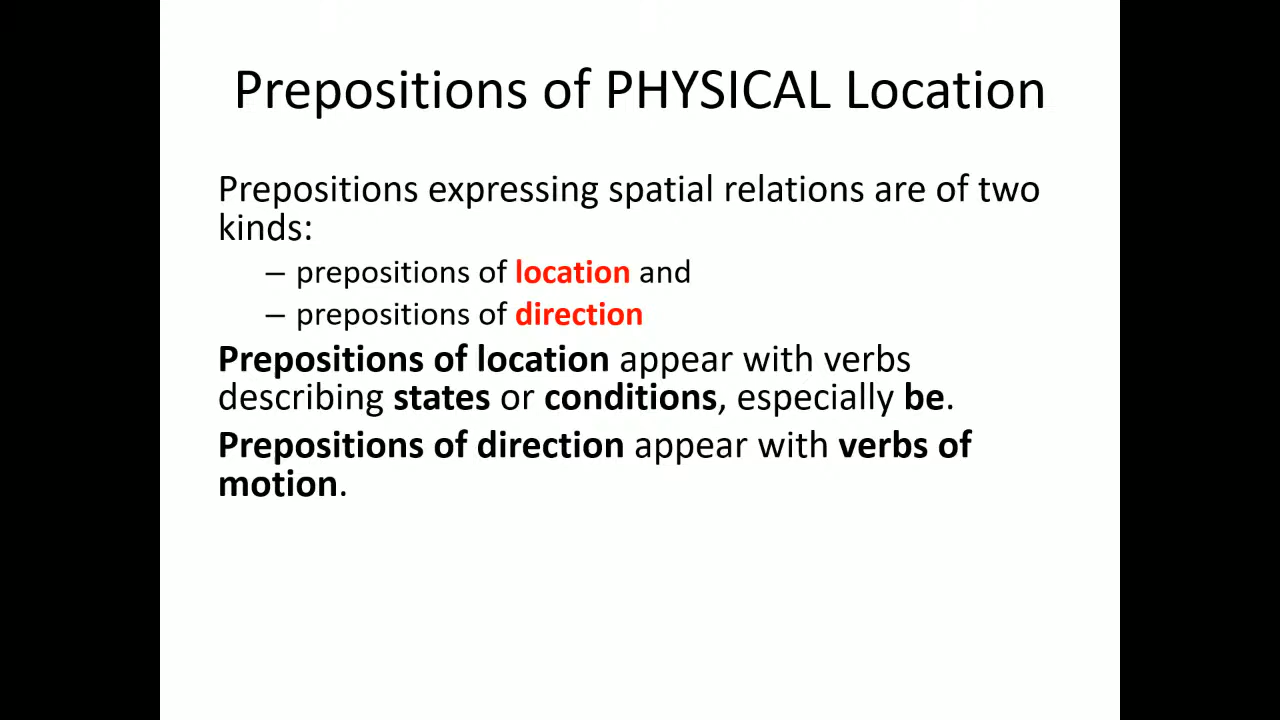 Prepositions of PHYSICAL Location
Prepositions expressing spatial relations are of two
kinds:
– prepositions of location and
– prepositions of direction
Prepositions of location appear with verbs
describing states or conditions, especially be.
Prepositions of direction appear with verbs of
motion.